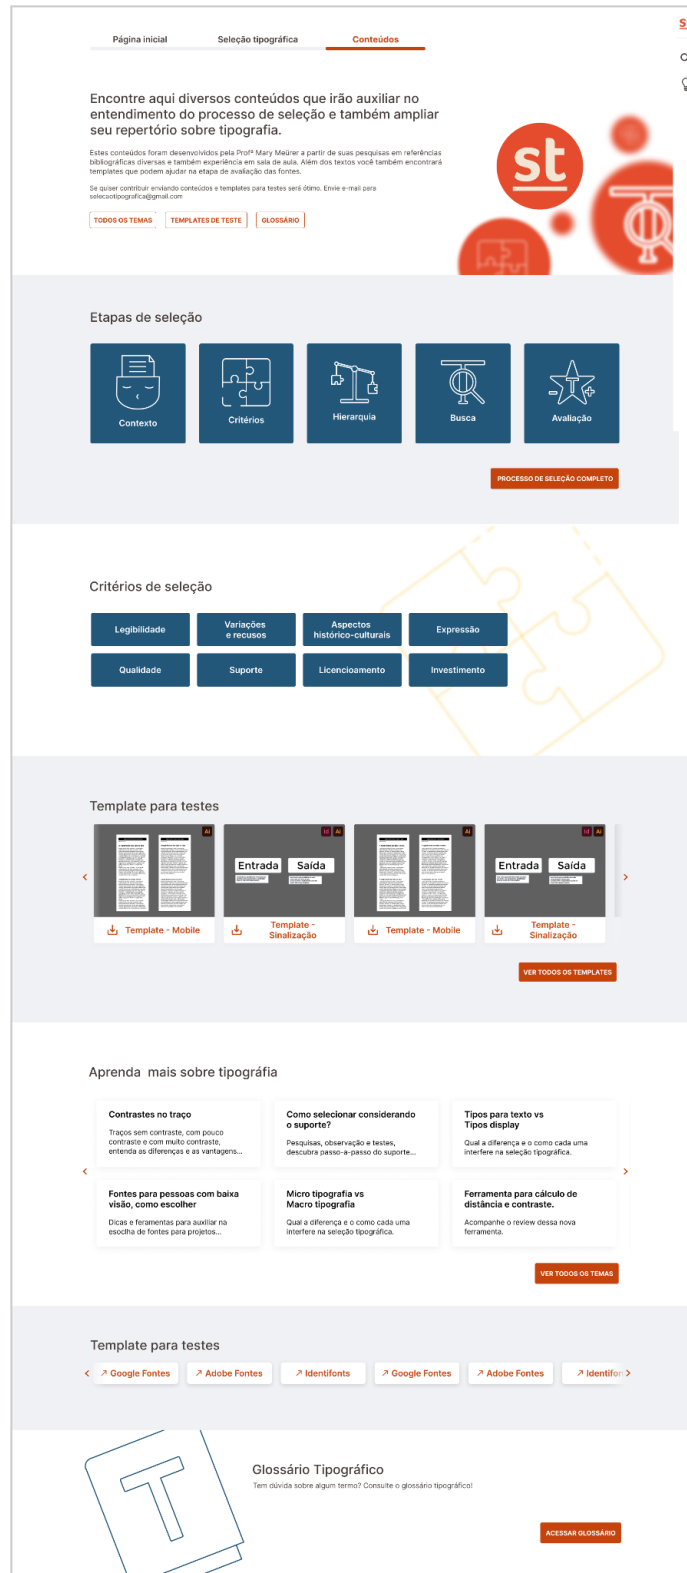 Página inicial
Seleção tipográfica
Conteúdos
Encontre aqui diversos conteúdos que irão auxiliar no
entendimento do processo de seleção e também ampliar
seu repertório sobre tipografia.
Estes conteúdos foram desenvolvidos pela Profª Mary Meürer a partir de suas pesquisas em referências
bibliográficas diversas e também experiência em sala de aula. Além dos textos você também encontrará
templates que podem ajudar na etapa de avaliação das fontes.
Se quiser contribuir enviando conteúdos e templates para testes será ótimo. Envie e-mail para
selecaotipografica@gmail.com
TODOS OS TEMAS
TEMPLATES DE TESTE
GLOSSÁRIO
st
Etapas de seleção
Contexto
Critérios
Hierarquia
Busca
Avaliação
PROCESSO DE SELEÇÃO COMPLETO
Critérios de seleção
Legibilidade
Variações
e recusos
Aspectos
histórico-culturais
Expressão
Qualidade
Suporte
Licencioamento
Investimento
Template para testes
Ai
Id Ai
Ai
Id Ai
Entrada Saída
Entrada Saída
Template - Mobile
Template -
Sinalização
Template - Mobile
Template -
Sinalização
VER TODOS OS TEMPLATES
Aprenda mais sobre tipográfia
Contrastes no traço
Traços sem contraste, com pouco
contraste e com muito contraste,
entenda as diferenças e as vantagens...
Como selecionar considerando
o suporte?
Pesquisas, observação e testes,
descubra passo-a-passo do suporte...
Tipos para texto vs
Tipos display
Qual a diferença e o como cada uma
interfere na seleção tipográfica.
Fontes para pessoas com baixa
visão, como escolher
Dicas e feramentas para auxiliar na
esoclha de fontes para projetos...
Micro tipografia vs
Macro tipografia
Qual a diferença e o como cada uma
interfere na seleção tipográfica.
Ferramenta para cálculo de
distância e contraste.
Acompanhe o review dessa nova
ferramenta.
VER TODOS OS TEMAS
Template para testes
Google Fontes
Adobe Fontes
Identifonts
Google Fontes
Adobe Fontes
Identifon
T
Glossário Tipográfico
Tem dúvida sobre algum termo? Consulte o glossário tipográfico!
ACESSAR GLOSSÁRIO